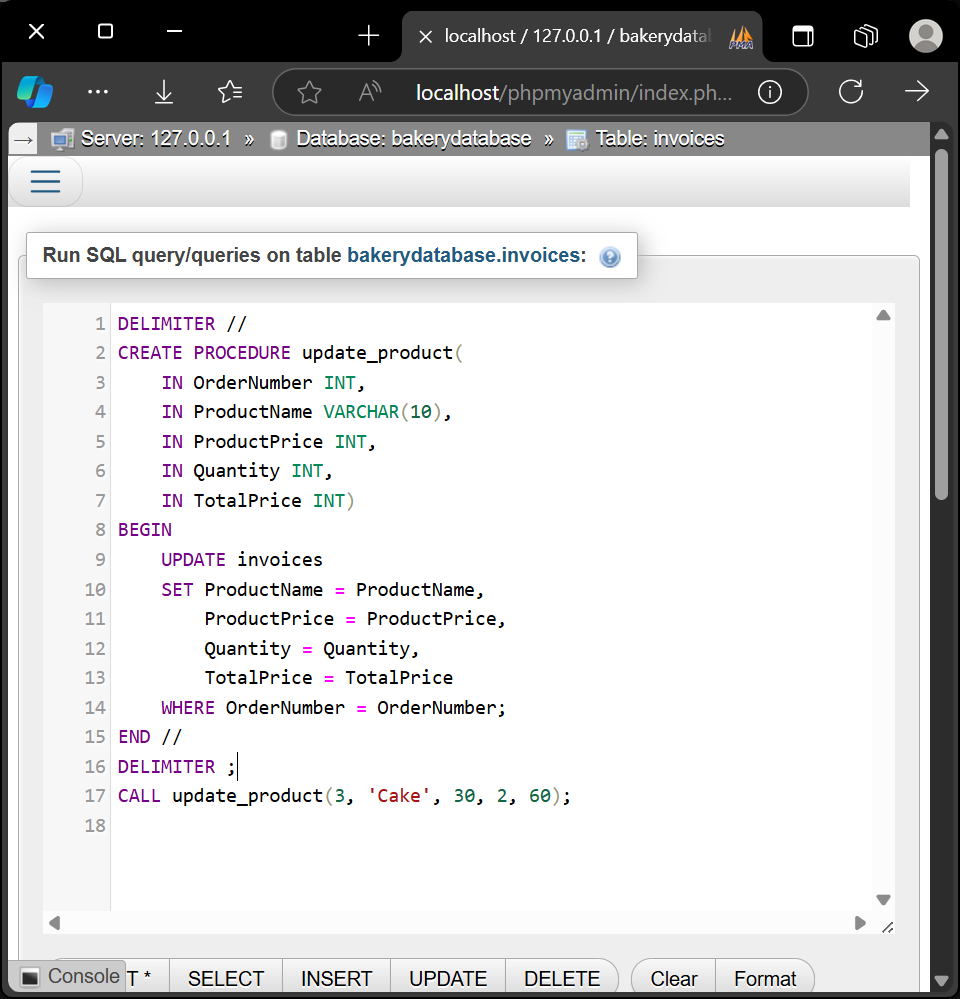 localhost / 127.0.0.1 / bakerydatab
localhost/phpmyadmin/index.ph...
Server: 127.0.0.1 » Database: bakerydatabase » Table: invoices
Run SQL query/queries on table bakerydatabase.invoices:
1 DELIMITER //
2 CREATE PROCEDURE update_product(
3 IN OrderNumber INT,
4 IN ProductName VARCHAR(10),
5 IN ProductPrice INT,
6 IN Quantity INT,
7 IN TotalPrice INT)
8 BEGIN
9 UPDATE invoices
10 SET ProductName = ProductName,
11 ProductPrice = ProductPrice,
12 Quantity = Quantity,
13 TotalPrice = TotalPrice
14 WHERE OrderNumber = OrderNumber;
15 END //
16 DELIMITER ;
17 CALL update_product(3, 'Cake', 30, 2, 60);
18
Console T * SELECT INSERT UPDATE DELETE Clear Format